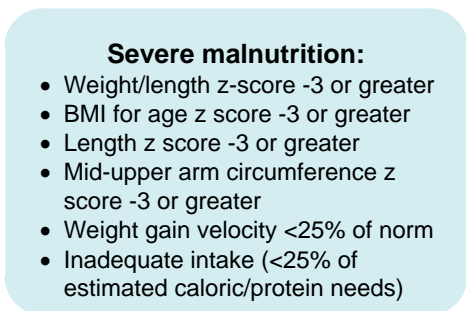 Severe malnutrition:
• Weight/length z-score -3 or greater
• BMI for age z score -3 or greater
• Length z score -3 or greater
• Mid-upper arm circumference z
score -3 or greater
• Weight gain velocity <25% of norm
• Inadequate intake (<25% of
estimated caloric/protein needs)